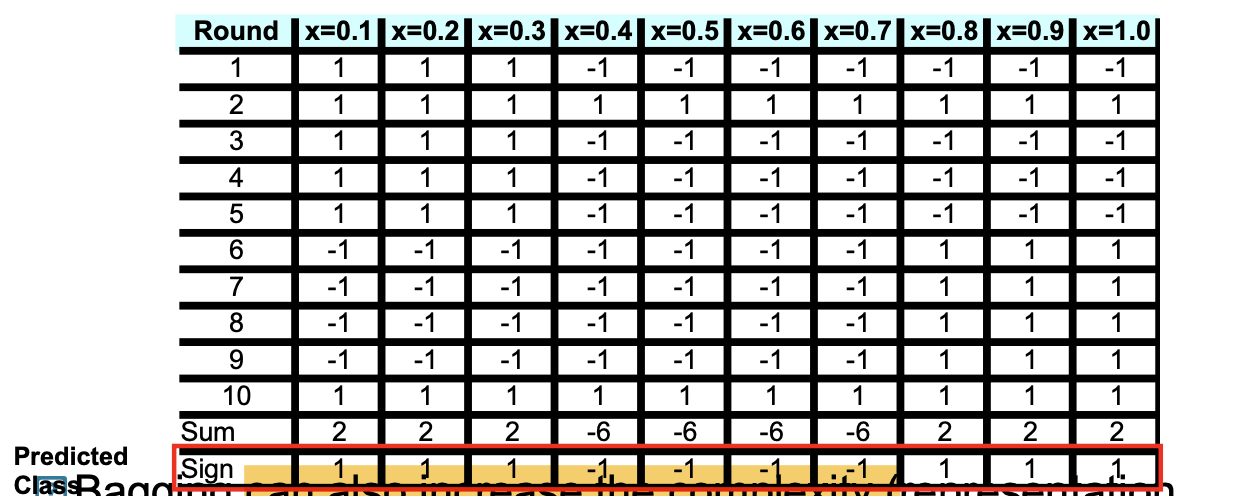 Round x=0.1 x=0.2 x=0.3 x=0.4 x=0.5 x=0.6 x=0.7 x=0.8 x=0.9 x=1.0
1 1 1 1 -1 -1 -1 -1 -1 -1 -1
2 1 1 1 1 1 1 1 1 1 1
3 1 1 1 -1 -1 -1 -1 -1 -1 -1
4 1 1 1 -1 -1 -1 -1 -1 -1 -1
5 1 1 1 -1 -1 -1 -1 -1 -1 -1
6 -1 -1 -1 -1 -1 -1 -1 1 1 1
7 -1 -1 -1 -1 -1 -1 -1 1 1 1
8 -1 -1 -1 -1 -1 -1 -1 1 1 1
9 -1 -1 -1 -1 -1 -1 -1 1 1 1
10 1 1 1 1 1 1 1 1 1 1
Sum 2 2 2 -6 -6 -6 -6 2 2 2
Predicted
Class
Sign 1 1 1 -1 -1 -1 -1 1 1 1
Bagging can also increase the complexity (representation